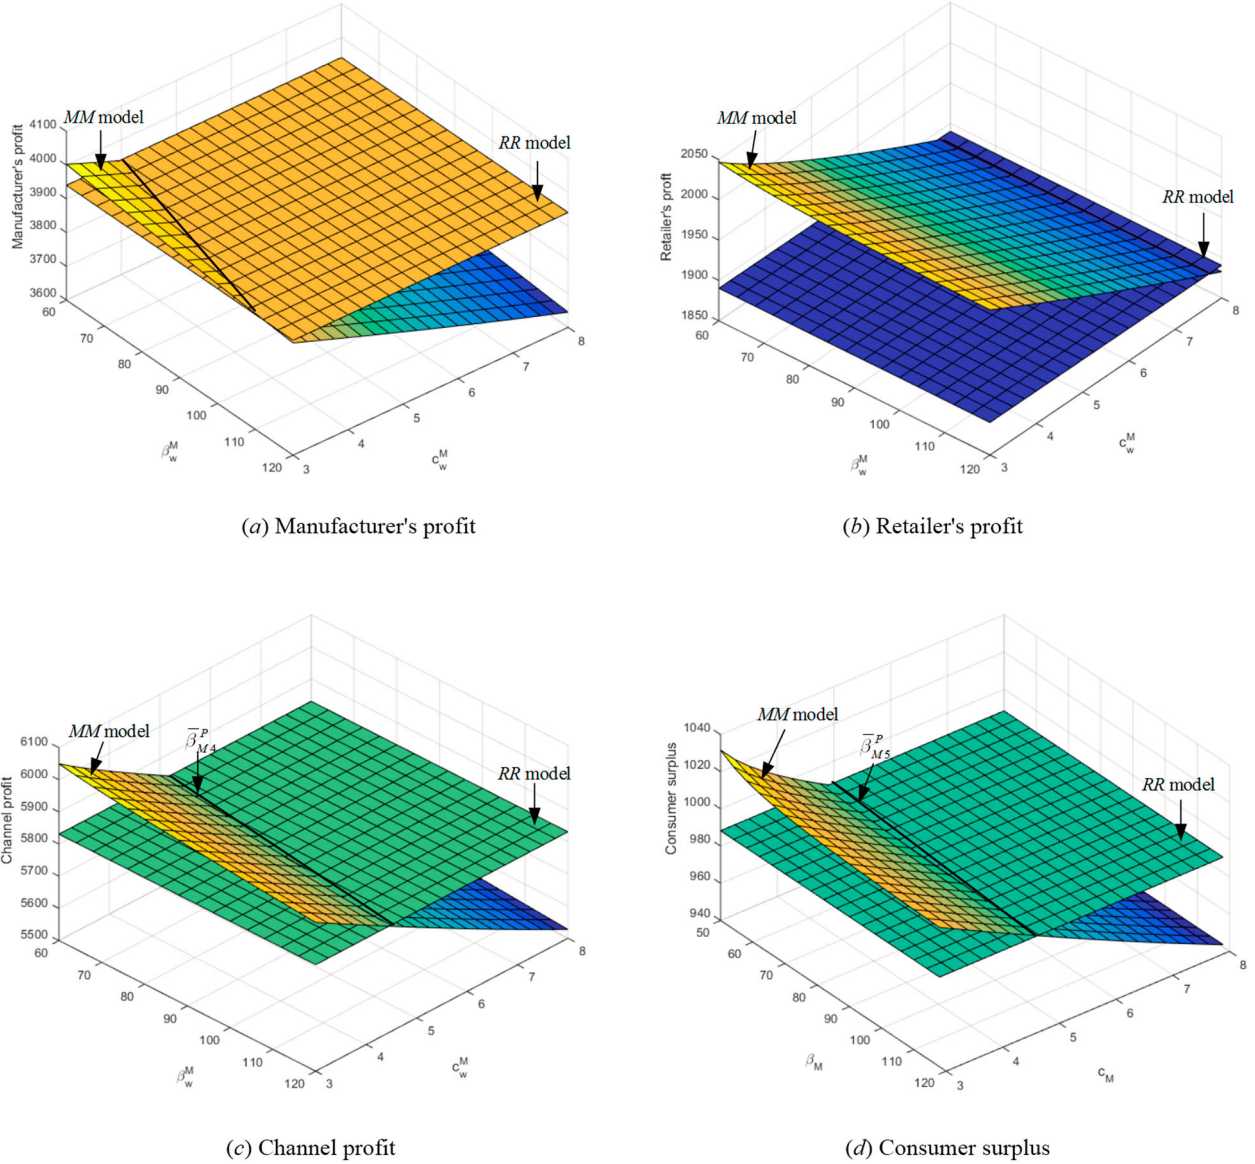 MM model
RR model
Manufacturer's profit
4100
4000
3900
3800
3700
3600
60
70
80
90
100
110
120
3
4
5
6
7
8
β_w^M
c_w^M
(a) Manufacturer's profit
MM model
RR model
Retailer's proft
2050
2000
1950
1900
1850
60
70
80
90
100
110
120
3
4
5
6
7
8
β_w^M
c_w^M
(b) Retailer's profit
MM model
β̅_{M4}^P
RR model
Channel profit
6100
6000
5900
5800
5700
5600
5500
60
70
80
90
100
110
120
3
4
5
6
7
8
β_w^M
c_w^M
(c) Channel profit
MM model
β̅_{M5}^P
RR model
Consumer surplus
1040
1020
1000
980
960
940
50
60
70
80
90
100
110
120
3
4
5
6
7
8
β_M
c_M
(d) Consumer surplus